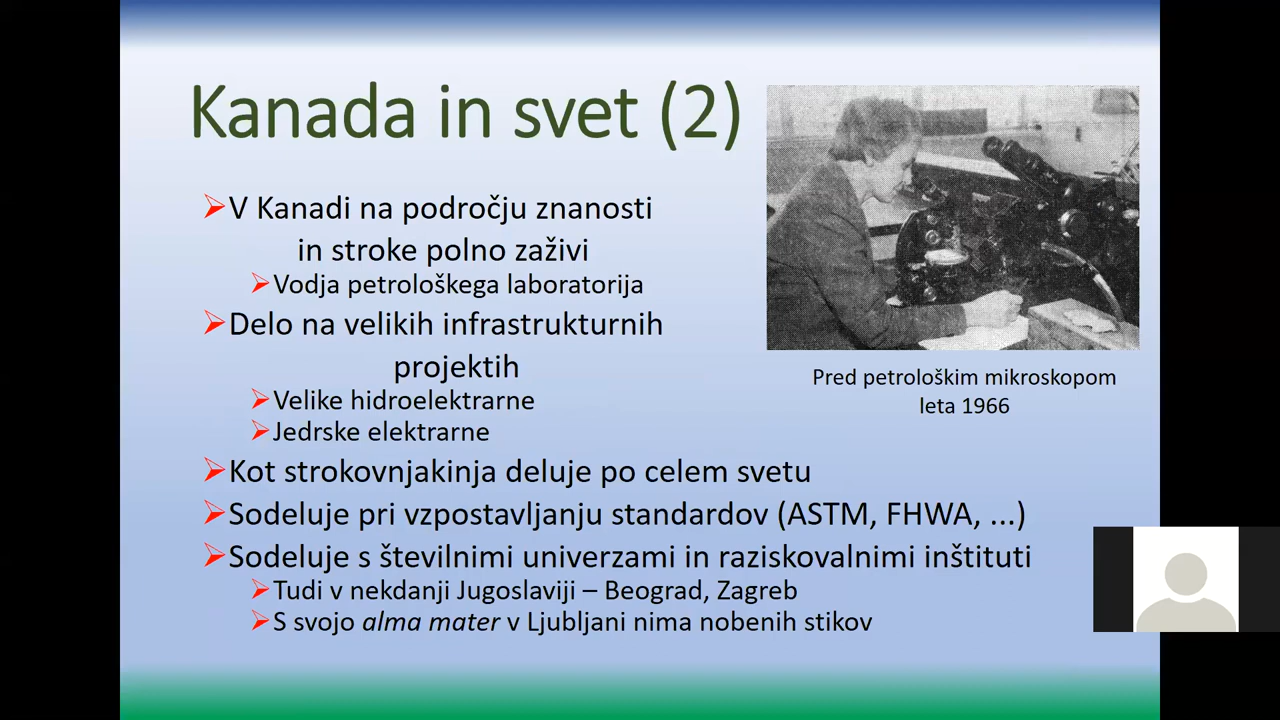 Kanada in svet (2)
V Kanadi na področju znanosti
in stroke polno zaživi
Vodja petrološkega laboratorija
Delo na velikih infrastrukturnih
projektih
Velike hidroelektrarne
Jedrske elektrarne
Kot strokovnjakinja deluje po celem svetu
Sodeluje pri vzpostavljanju standardov (ASTM, FHWA, ...)
Sodeluje s številnimi univerzami in raziskovalnimi inštituti
Tudi v nekdanji Jugoslaviji – Beograd, Zagreb
S svojo alma mater v Ljubljani nima nobenih stikov
Pred petrološkim mikroskopom
leta 1966